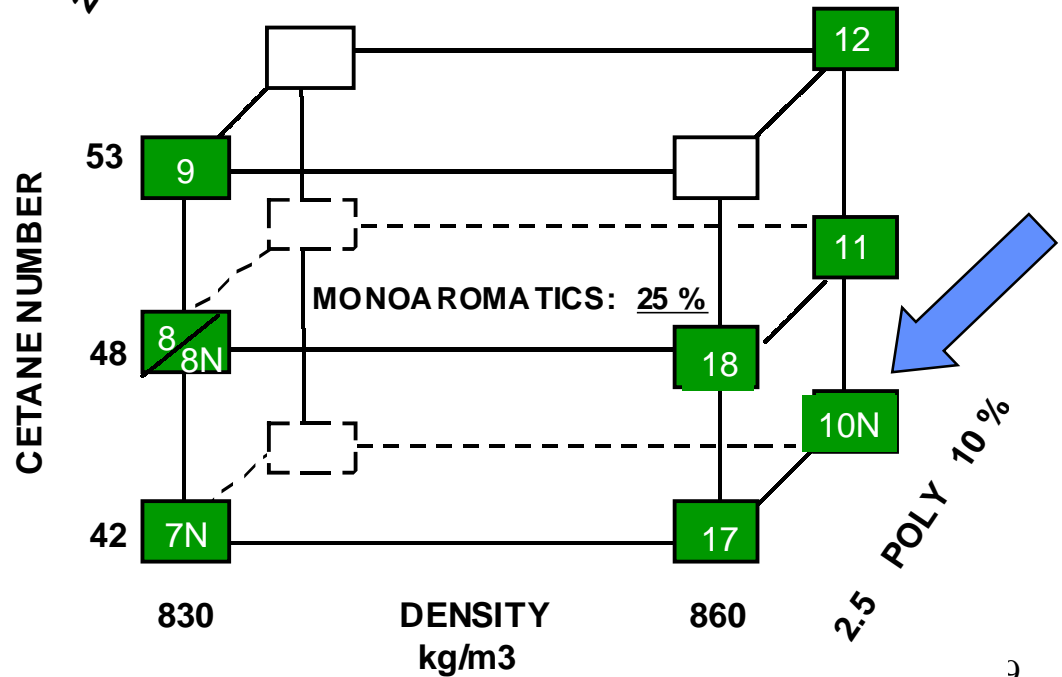 12
53
9
11
MONOAROMATICS: 25 %
8
8N
48
18
CETANE NUMBER
10N
42
7N
17
2.5 POLY 10 %
830
DENSITY
860
kg/m3